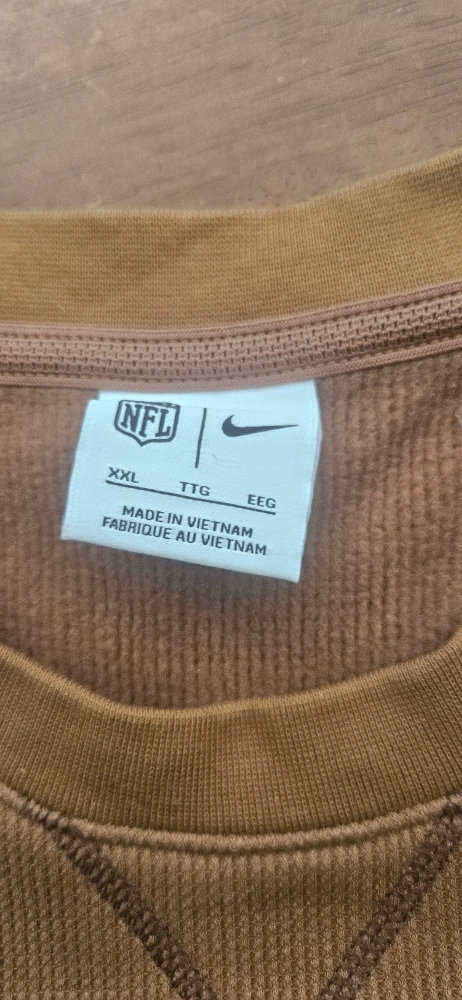 NFL
XXL TTG EEG
MADE IN VIETNAM
FABRIQUE AU VIETNAM